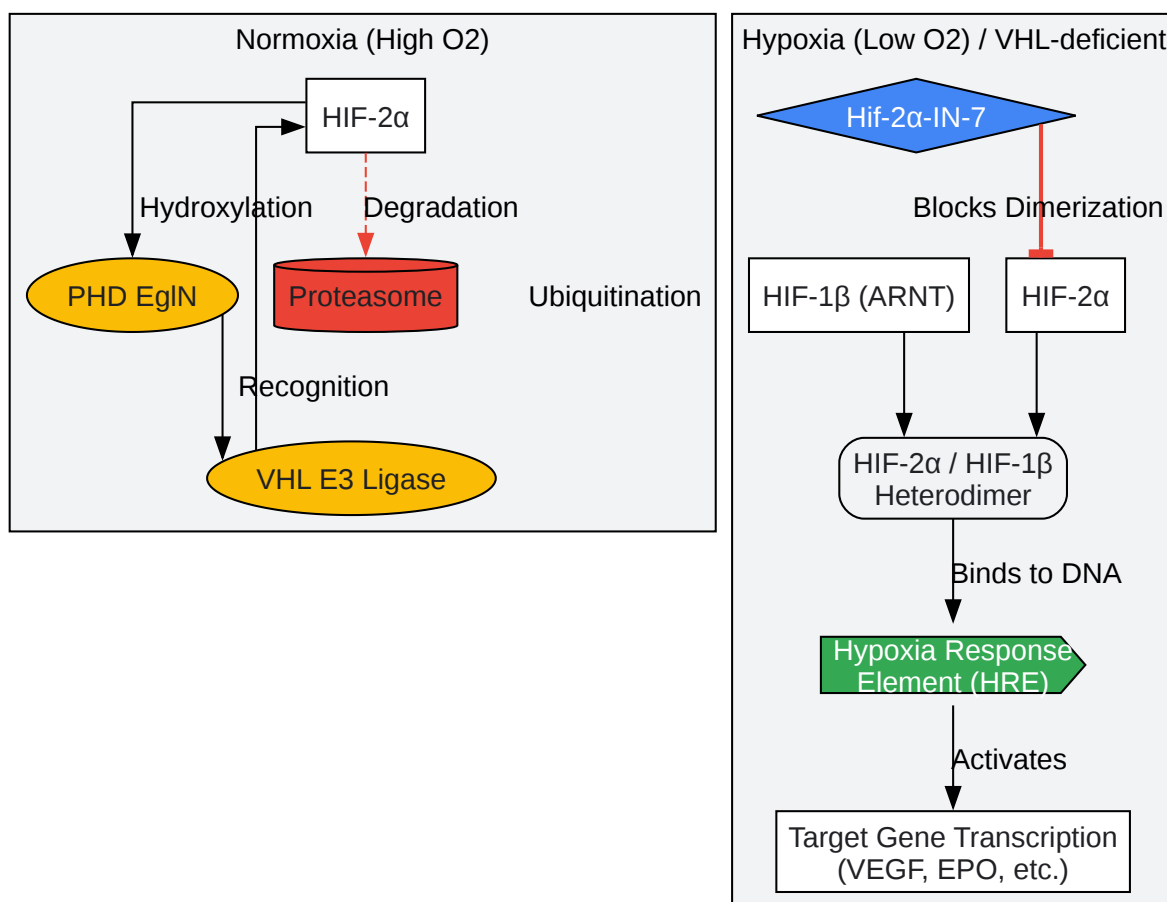 Normoxia (High O2)
HIF-2α
Hydroxylation
Degradation
PHD EglN
Proteasome
Ubiquitination
Recognition
VHL E3 Ligase
Hypoxia (Low O2) / VHL-deficient
Hif-2α-IN-7
Blocks Dimerization
HIF-1β (ARNT)
HIF-2α
HIF-2α / HIF-1β
Heterodimer
Binds to DNA
Hypoxia Response
Element (HRE)
Activates
Target Gene Transcription
(VEGF, EPO, etc.)